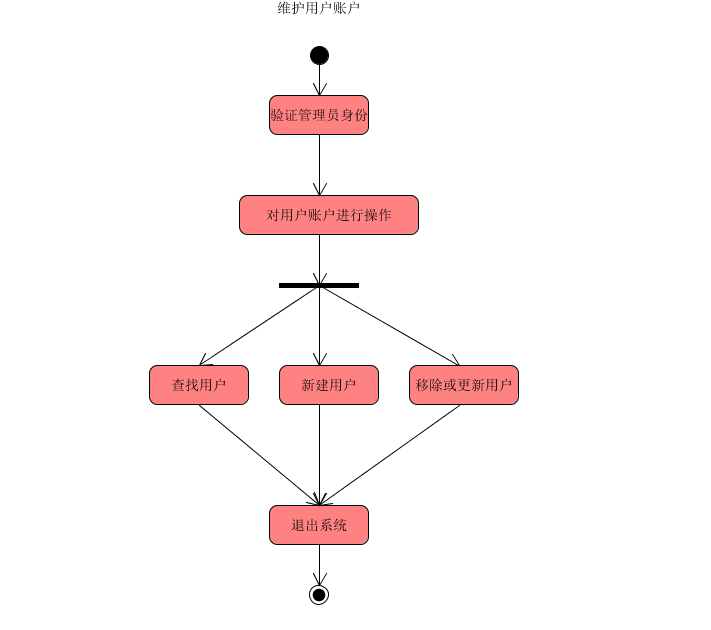 维护用户账户
验证管理员身份
对用户账户进行操作
查找用户
新建用户
移除或更新用户
退出系统